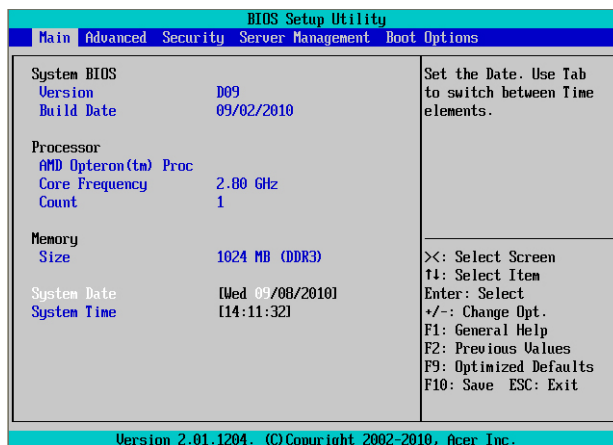 BIOS Setup Utility
Main Advanced Security Server Management Boot Options
System BIOS
Version D09
Build Date 09/02/2010
Processor
AMD Opteron(tm) Proc
Core Frequency 2.80 GHz
Count 1
Memory
Size 1024 MB (DDR3)
System Date [Wed 09/08/2010]
System Time [14:11:32]
Set the Date. Use Tab
to switch between Time
elements.
><: Select Screen
↑↓: Select Item
Enter: Select
+/-: Change Opt.
F1: General Help
F2: Previous Values
F9: Optimized Defaults
F10: Save ESC: Exit
Version 2.01.1204. (C)Copyright 2002-2010, Acer Inc.